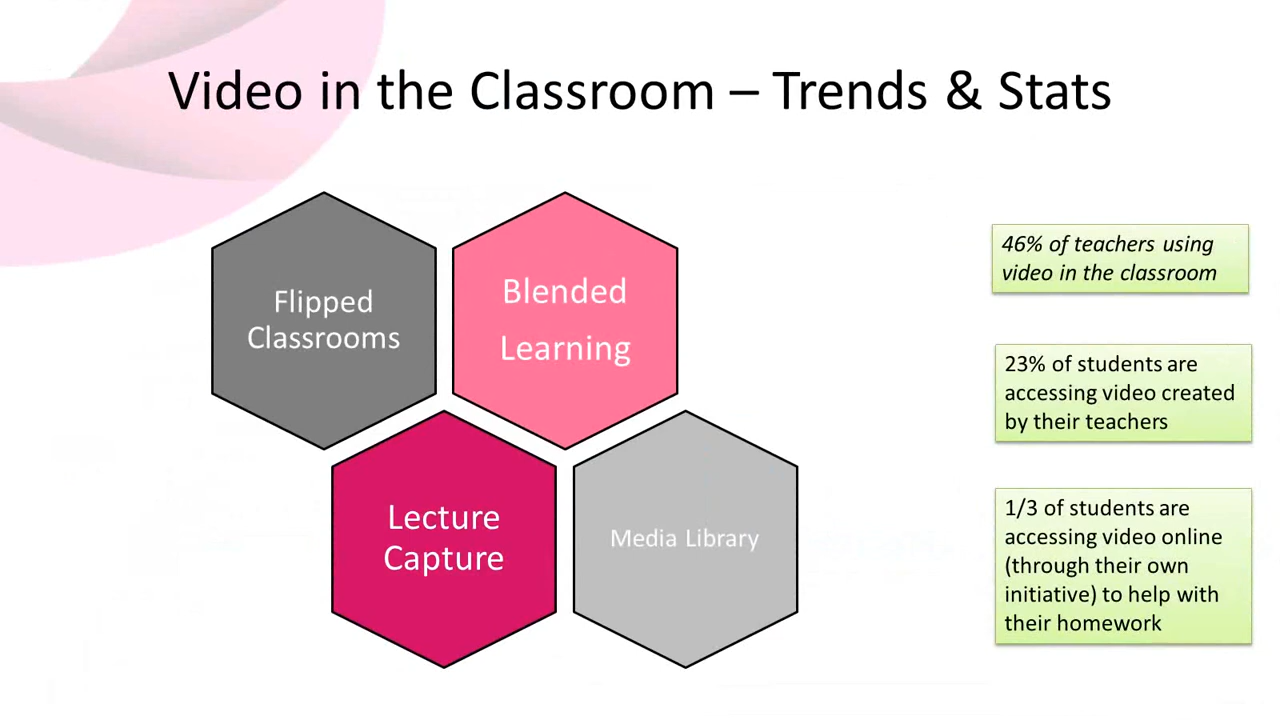 Video in the Classroom – Trends & Stats
Flipped
Classrooms
Blended
Learning
Lecture
Capture
Media Library
46% of teachers using
video in the classroom
23% of students are
accessing video created
by their teachers
1/3 of students are
accessing video online
(through their own
initiative) to help with
their homework